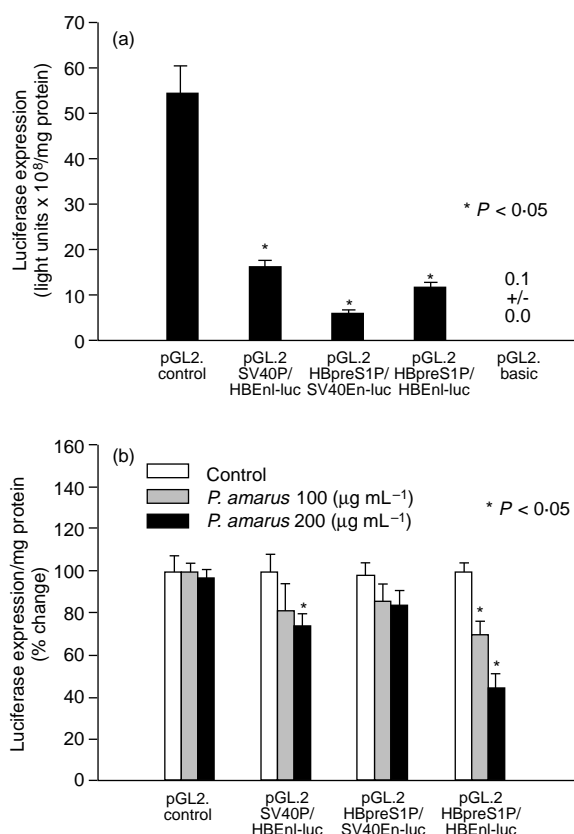 (a)
Luciferase expression
(light units x 10⁸/mg protein)
70
60
50
40
30
20
10
0
*
*
*
* P < 0·05
0.1
+/-
0.0
pGL2.
control
pGL.2
SV40P/
HBEnI-luc
pGL.2
HBpreS1P/
SV40En-luc
pGL.2
HBpreS1P/
HBEnI-luc
pGL2.
basic
(b)
Luciferase expression/mg protein
(% change)
160
140
120
100
80
60
40
20
0
Control
P. amarus 100 (µg mL⁻¹)
P. amarus 200 (µg mL⁻¹)
* P < 0·05
*
*
*
pGL2.
control
pGL.2
SV40P/
HBEnI-luc
pGL.2
HBpreS1P/
SV40En-luc
pGL.2
HBpreS1P/
HBEnI-luc